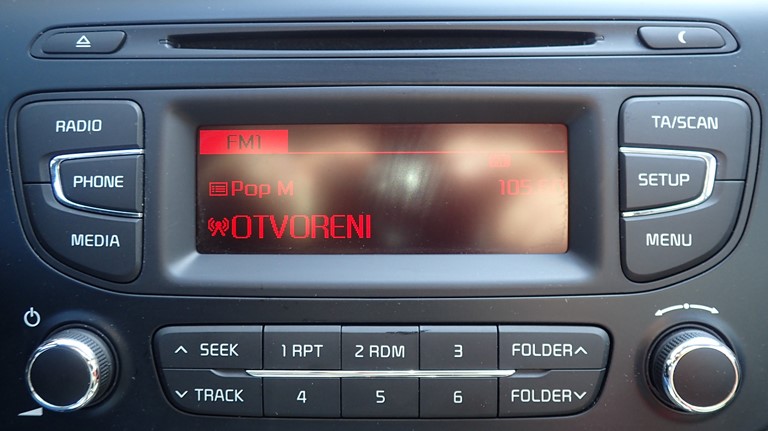 RADIO
PHONE
MEDIA
FM1
Pop M
OTVORENI
TA/SCAN
SETUP
MENU
SEEK
1 RPT
2 RDM
3
FOLDER
TRACK
4
5
6
FOLDER